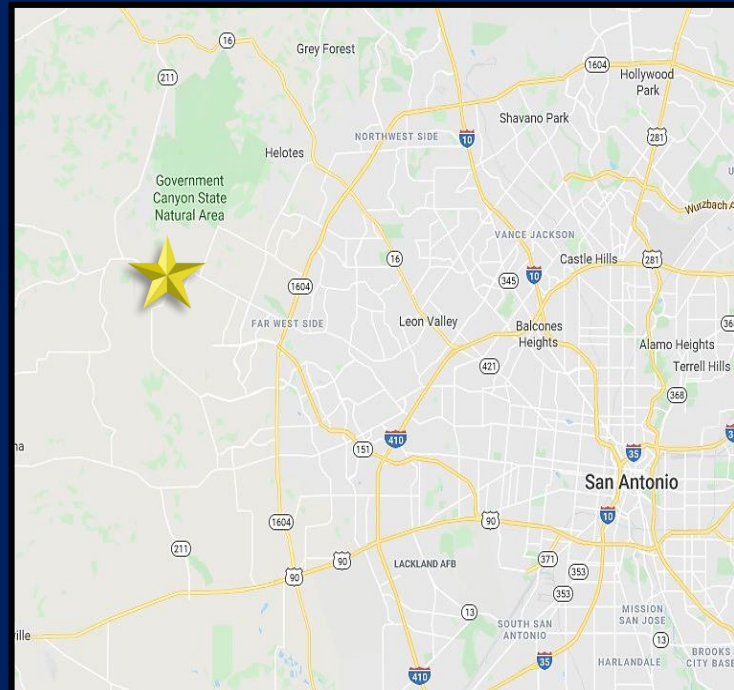 16
Grey Forest
211
1604
Hollywood
Park
Shavano Park
10
NORTHWEST SIDE
281
Helotes
Government
Canyon State
Natural Area
Wurzbach
VANCE JACKSON
Castle Hills
281
16
10
345
1604
FAR WEST SIDE
Leon Valley
Balcones
Heights
Alamo Heights
421
Terrell Hills
368
410
151
35
San Antonio
1604
90
10
211
90
90
LACKLAND AFB
371
353
353
13
MISSION
SAN JOSE
SOUTH SAN
ANTONIO
13
35
HARLANDALE
BROOKS
CITY BASE
410
ville